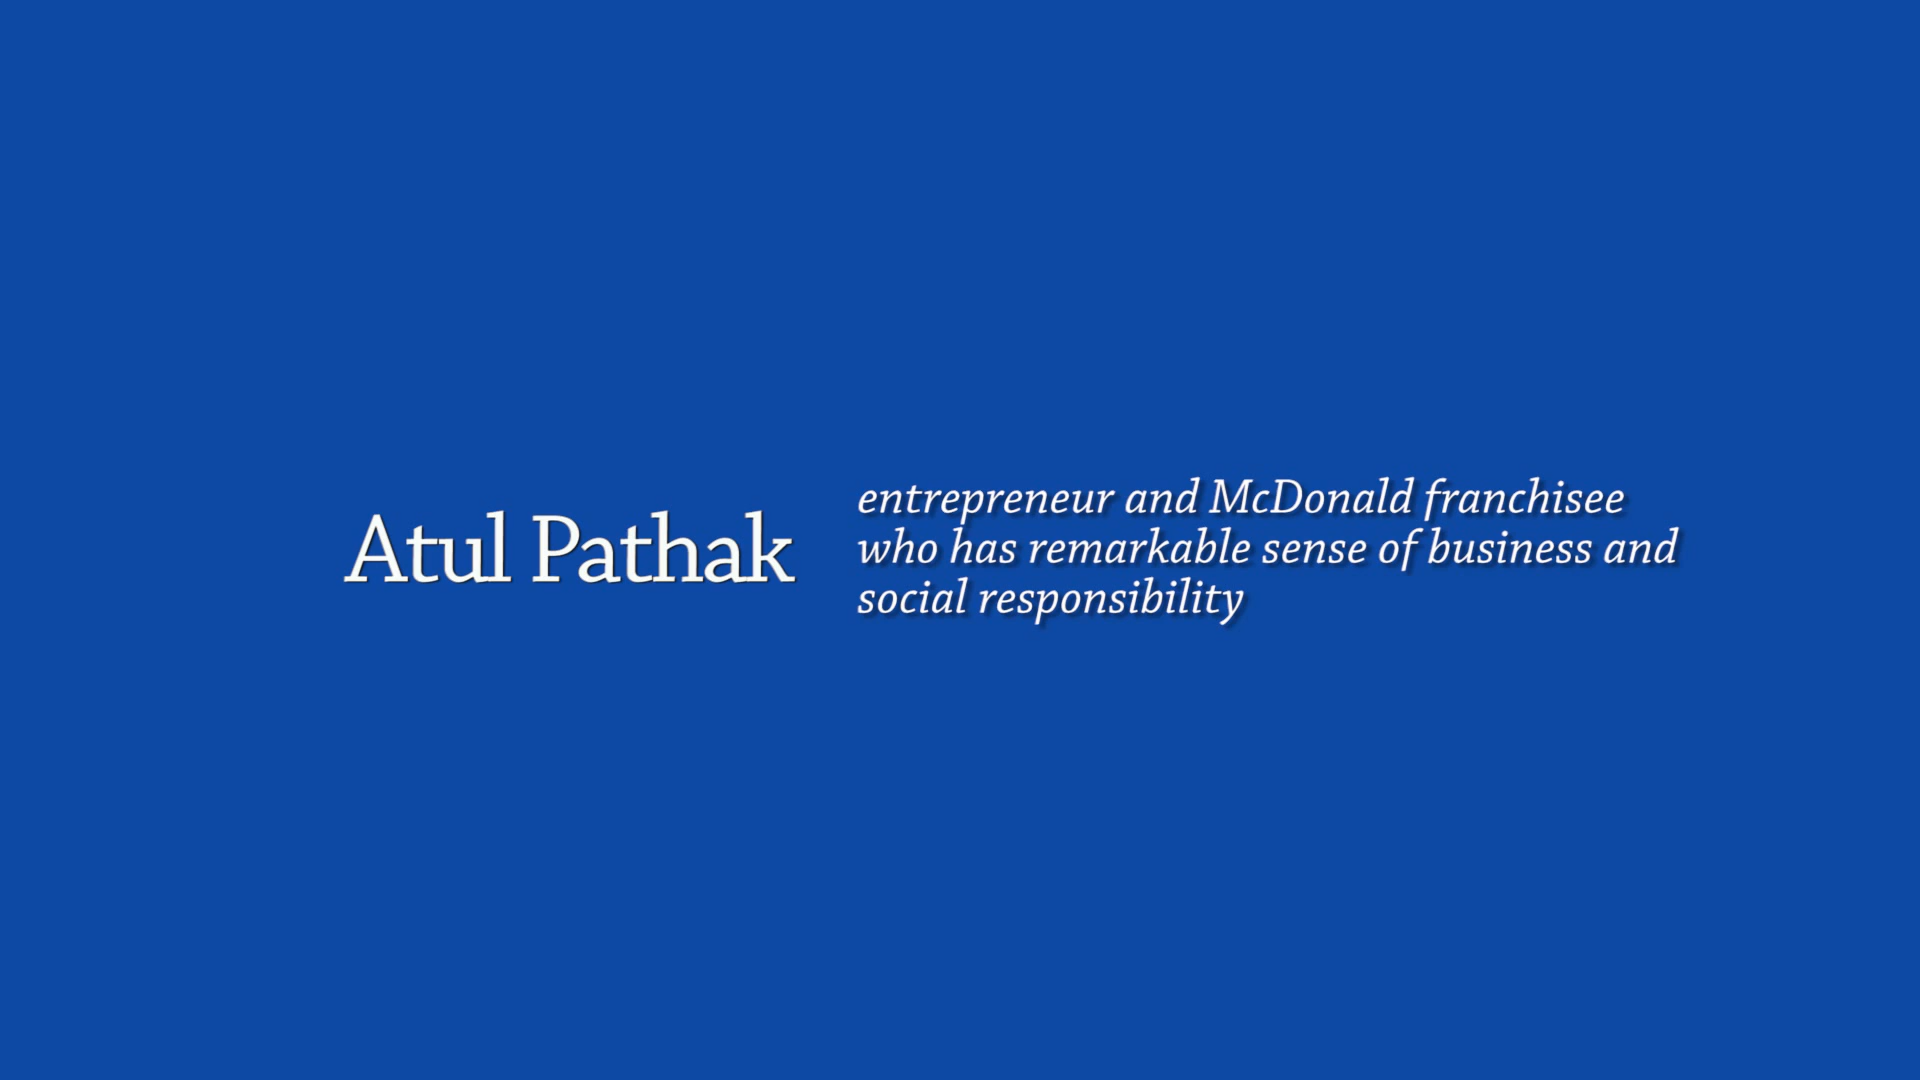 Atul Pathak
entrepreneur and McDonald franchisee
who has remarkable sense of business and
social responsibility